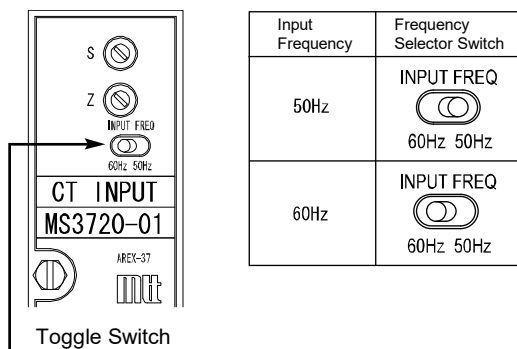 S
Z
INPUT FREQ
60Hz 50Hz
CT INPUT
MS3720-01
AREX-37
mtt
Toggle Switch
Input Frequency
Frequency Selector Switch
50Hz
INPUT FREQ
60Hz 50Hz
60Hz
INPUT FREQ
60Hz 50Hz